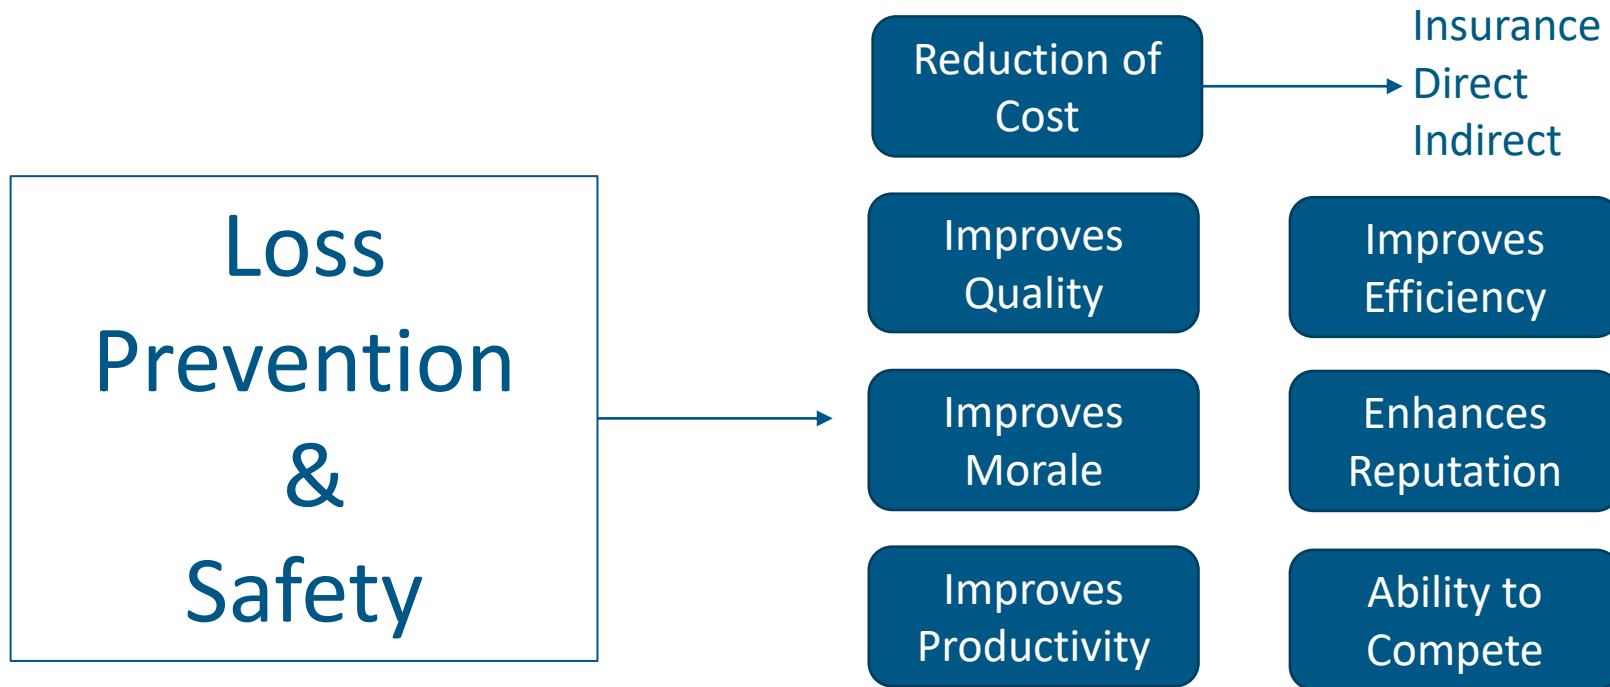 Loss
Prevention
&
Safety
Reduction of
Cost
Insurance
Direct
Indirect
Improves
Quality
Improves
Efficiency
Improves
Morale
Enhances
Reputation
Improves
Productivity
Ability to
Compete